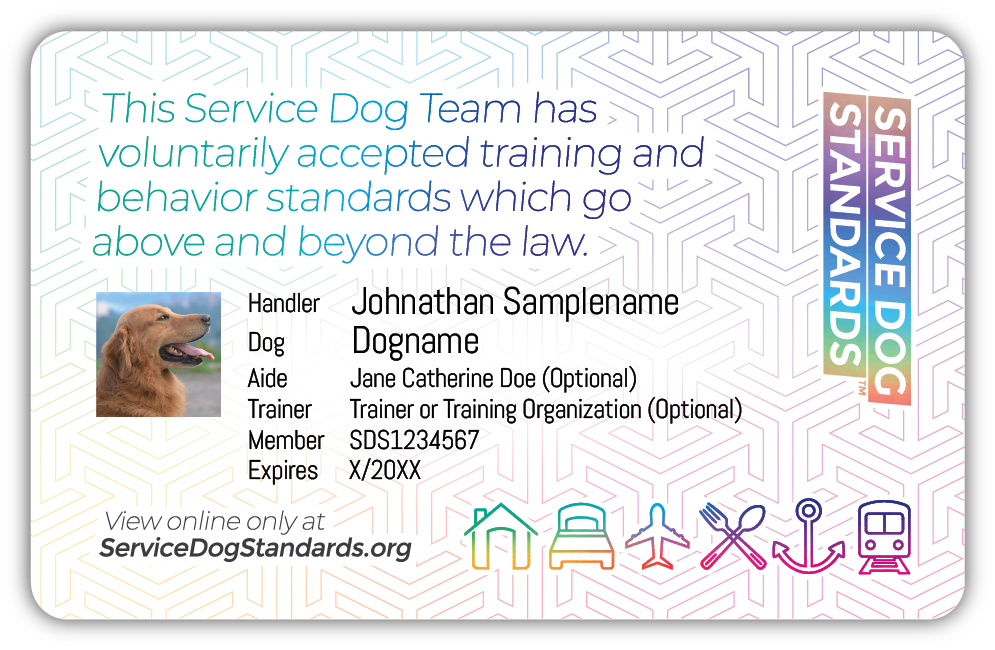 This Service Dog Team has
voluntarily accepted training and
behavior standards which go
above and beyond the law.
SERVICE DOG
STANDARDS™
Handler Johnathan Samplename
Dog Dogname
Aide Jane Catherine Doe (Optional)
Trainer Trainer or Training Organization (Optional)
Member SDS1234567
Expires X/20XX
View online only at
ServiceDogStandards.org